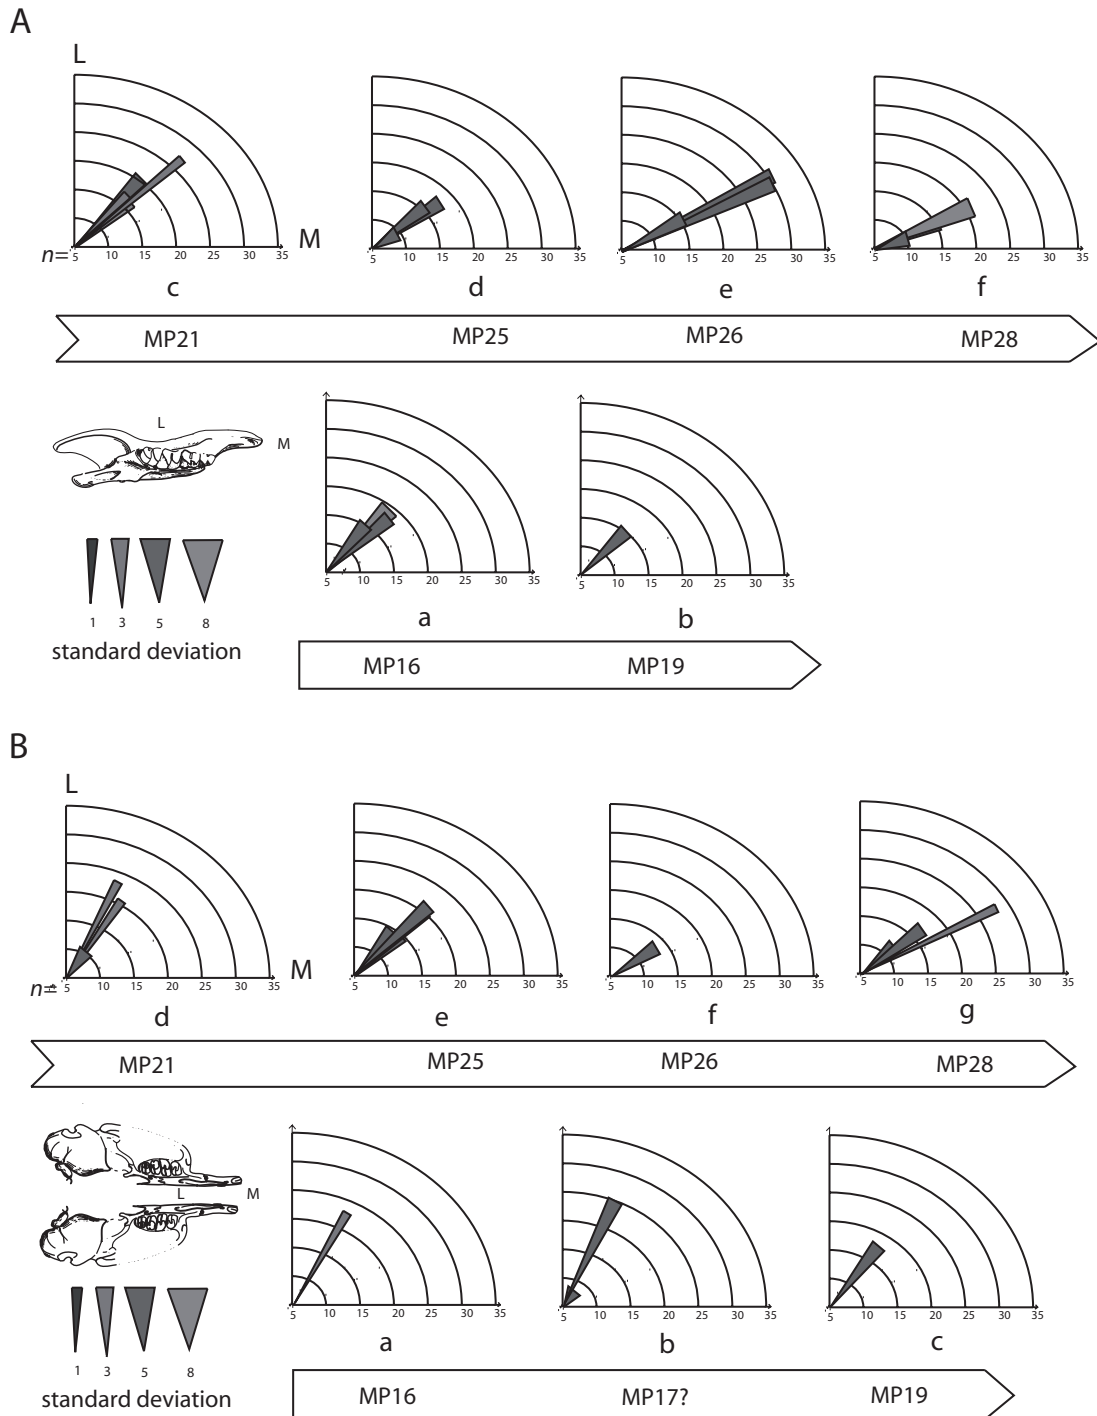 A
L
M
n=
5 10 15 20 25 30 35
5 10 15 20 25 30 35
5 10 15 20 25 30 35
5 10 15 20 25 30 35
c d e f
MP21 MP25 MP26 MP28
L
M
5 10 15 20 25 30 35
5 10 15 20 25 30 35
1 3 5 8
standard deviation
a b
MP16 MP19
B
L
M
n=
5 10 15 20 25 30 35
5 10 15 20 25 30 35
5 10 15 20 25 30 35
5 10 15 20 25 30 35
d e f g
MP21 MP25 MP26 MP28
L M
5 10 15 20 25 30 35
5 10 15 20 25 30 35
5 10 15 20 25 30 35
1 3 5 8
standard deviation
a b c
MP16 MP17? MP19